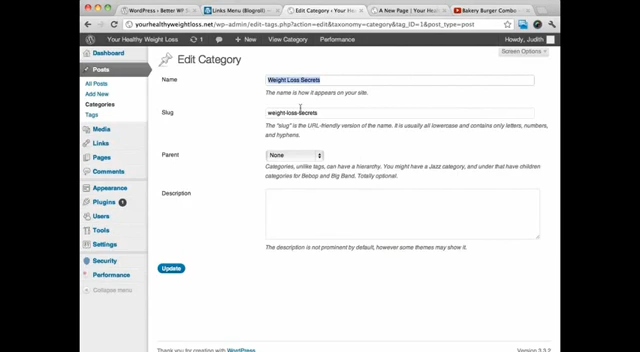 WordPress › Better WP S
Links Menu (Blogroll)
Edit Category ‹ Your He
A New Page | Your Healt
Bakery Burger Combo
yourhealthyweightloss.net/wp-admin/edit-tags.php?action=edit&taxonomy=category&tag_ID=1&post_type=post
Your Healthy Weight Loss 1 + New View Category Performance Howdy, Judith
Screen Options
Dashboard
Posts
All Posts
Add New
Categories
Tags
Media
Links
Pages
Comments
Appearance
Plugins 1
Users
Tools
Settings
Security
Performance
Collapse menu
Edit Category
Name
Weight Loss Secrets
The name is how it appears on your site.
Slug
weight-loss-secrets
The "slug" is the URL-friendly version of the name. It is usually all lowercase and contains only letters, numbers,
and hyphens.
Parent
None
Categories, unlike tags, can have a hierarchy. You might have a Jazz category, and under that have children
categories for Bebop and Big Band. Totally optional.
Description
The description is not prominent by default, however some themes may show it.
Update
Thank you for creating with WordPress
Version 3.3.2